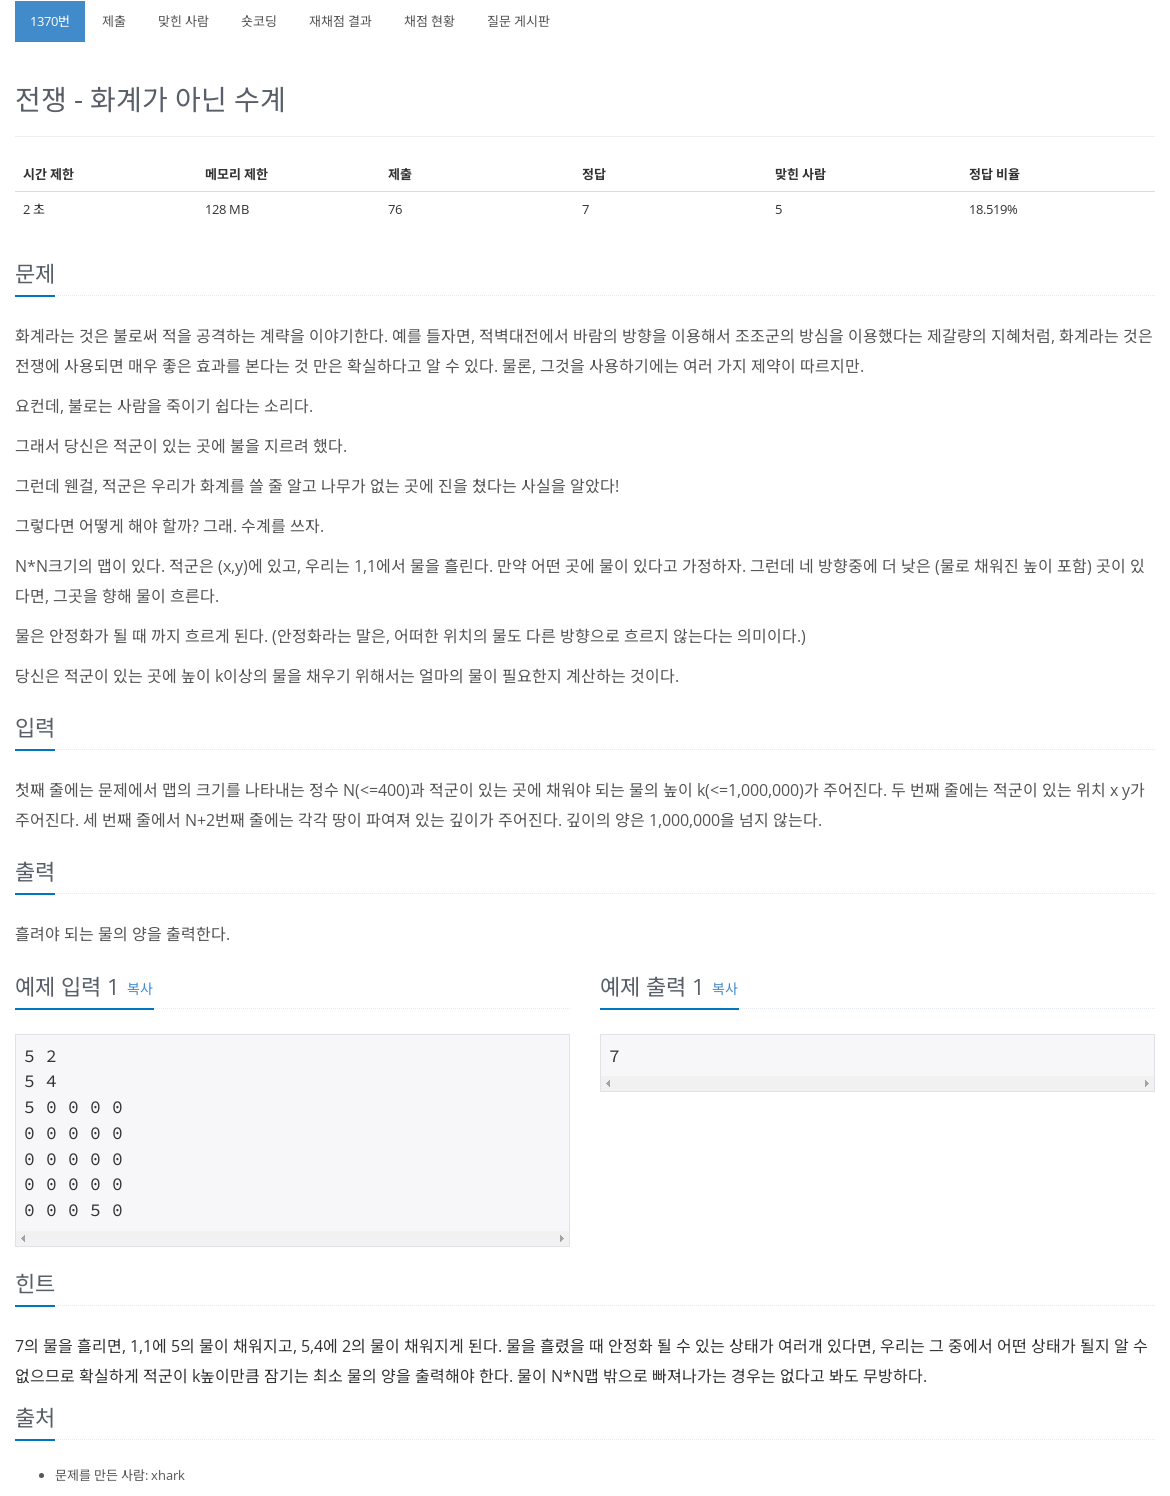 1370번 제출 맞힌 사람 숏코딩 재채점 결과 채점 현황 질문 게시판
전쟁 - 화계가 아닌 수계
시간 제한 메모리 제한 제출 정답 맞힌 사람 정답 비율
2 초 128 MB 76 7 5 18.519%
문제
화계라는 것은 불로써 적을 공격하는 계략을 이야기한다. 예를 들자면, 적벽대전에서 바람의 방향을 이용해서 조조군의 방심을 이용했다는 제갈량의 지혜처럼, 화계라는 것은
전쟁에 사용되면 매우 좋은 효과를 본다는 것 만은 확실하다고 알 수 있다. 물론, 그것을 사용하기에는 여러 가지 제약이 따르지만.
요컨데, 불로는 사람을 죽이기 쉽다는 소리다.
그래서 당신은 적군이 있는 곳에 불을 지르려 했다.
그런데 웬걸, 적군은 우리가 화계를 쓸 줄 알고 나무가 없는 곳에 진을 쳤다는 사실을 알았다!
그렇다면 어떻게 해야 할까? 그래. 수계를 쓰자.
N*N크기의 맵이 있다. 적군은 (x,y)에 있고, 우리는 1,1에서 물을 흘린다. 만약 어떤 곳에 물이 있다고 가정하자. 그런데 네 방향중에 더 낮은 (물로 채워진 높이 포함) 곳이 있
다면, 그곳을 향해 물이 흐른다.
물은 안정화가 될 때 까지 흐르게 된다. (안정화라는 말은, 어떠한 위치의 물도 다른 방향으로 흐르지 않는다는 의미이다.)
당신은 적군이 있는 곳에 높이 k이상의 물을 채우기 위해서는 얼마의 물이 필요한지 계산하는 것이다.
입력
첫째 줄에는 문제에서 맵의 크기를 나타내는 정수 N(<=400)과 적군이 있는 곳에 채워야 되는 물의 높이 k(<=1,000,000)가 주어진다. 두 번째 줄에는 적군이 있는 위치 x y가
주어진다. 세 번째 줄에서 N+2번째 줄에는 각각 땅이 파여져 있는 깊이가 주어진다. 깊이의 양은 1,000,000을 넘지 않는다.
출력
흘려야 되는 물의 양을 출력한다.
예제 입력 1 복사
5 2
5 4
5 0 0 0 0
0 0 0 0 0
0 0 0 0 0
0 0 0 0 0
0 0 0 5 0
예제 출력 1 복사
7
힌트
7의 물을 흘리면, 1,1에 5의 물이 채워지고, 5,4에 2의 물이 채워지게 된다. 물을 흘렸을 때 안정화 될 수 있는 상태가 여러개 있다면, 우리는 그 중에서 어떤 상태가 될지 알 수
없으므로 확실하게 적군이 k높이만큼 잠기는 최소 물의 양을 출력해야 한다. 물이 N*N맵 밖으로 빠져나가는 경우는 없다고 봐도 무방하다.
출처
• 문제를 만든 사람: xhark